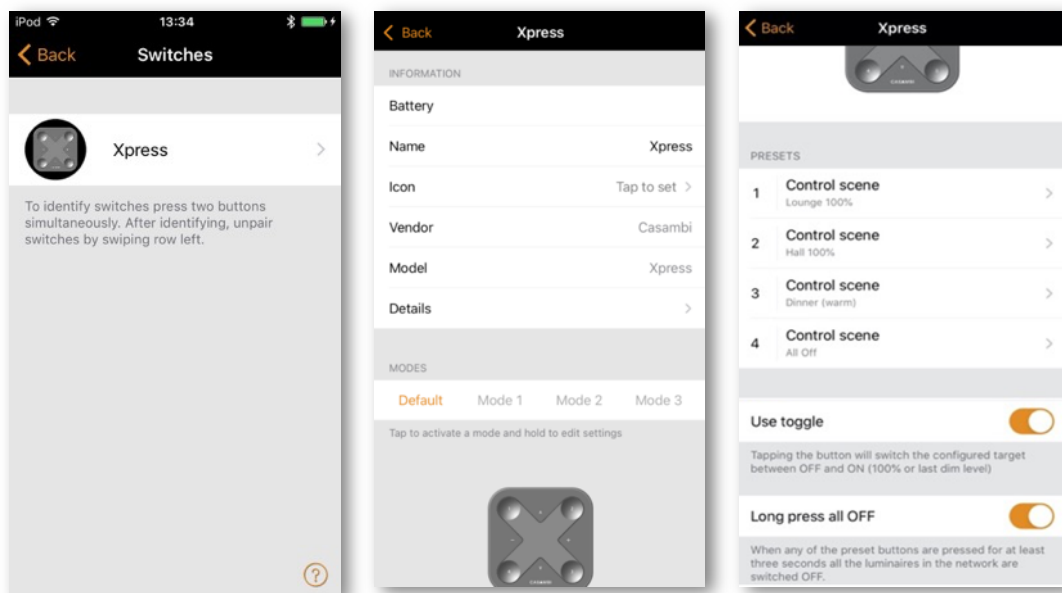 iPod 13:34
Back Switches
Xpress
To identify switches press two buttons
simultaneously. After identifying, unpair
switches by swiping row left.
?
Back Xpress
INFORMATION
Battery
Name Xpress
Icon Tap to set
Vendor Casambi
Model Xpress
Details
MODES
Default Mode 1 Mode 2 Mode 3
Tap to activate a mode and hold to edit settings
CASAMBI
Back Xpress
CASAMBI
PRESETS
1 Control scene
Lounge 100%
2 Control scene
Hall 100%
3 Control scene
Dinner (warm)
4 Control scene
All Off
Use toggle
Tapping the button will switch the configured target
between OFF and ON (100% or last dim level)
Long press all OFF
When any of the preset buttons are pressed for at least
three seconds all the luminaires in the network are
switched OFF.